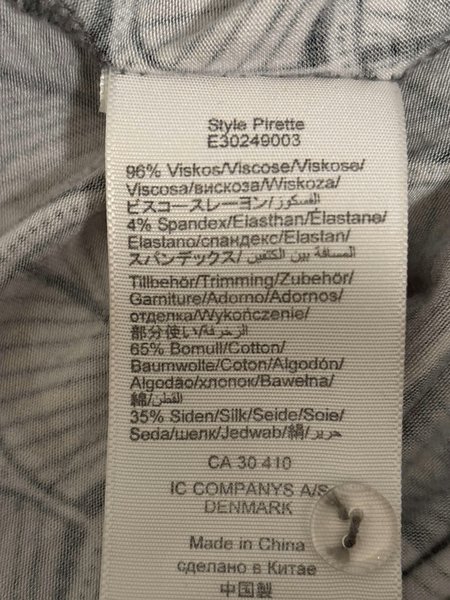 Style Pirette
E30249003
96% Viskos/Viscose/Viskose/
Viscosa/вискоза/Wiskoza/
ビスコースレーヨン/الفسكوز/
4% Spandex/Elasthan/Élastane/
Elastano/спандекс/Elastan/
スパンデックス/ المسافة بين الكتفين/
Tillbehör/Trimming/Zubehör/
Garniture/Adorno/Adornos/
отделка/Wykończenie/
部分使い/الزخرفة/
65% Bomull/Cotton/
Baumwolle/Coton/Algodón/
Algodão/хлопок/Bawełna/
綿/القطن/
35% Siden/Silk/Seide/Soie/
Seda/шелк/Jedwab/絹/حرير/
CA 30 410
IC COMPANYS A/S
DENMARK
Made in China
сделано в Китае
中国製